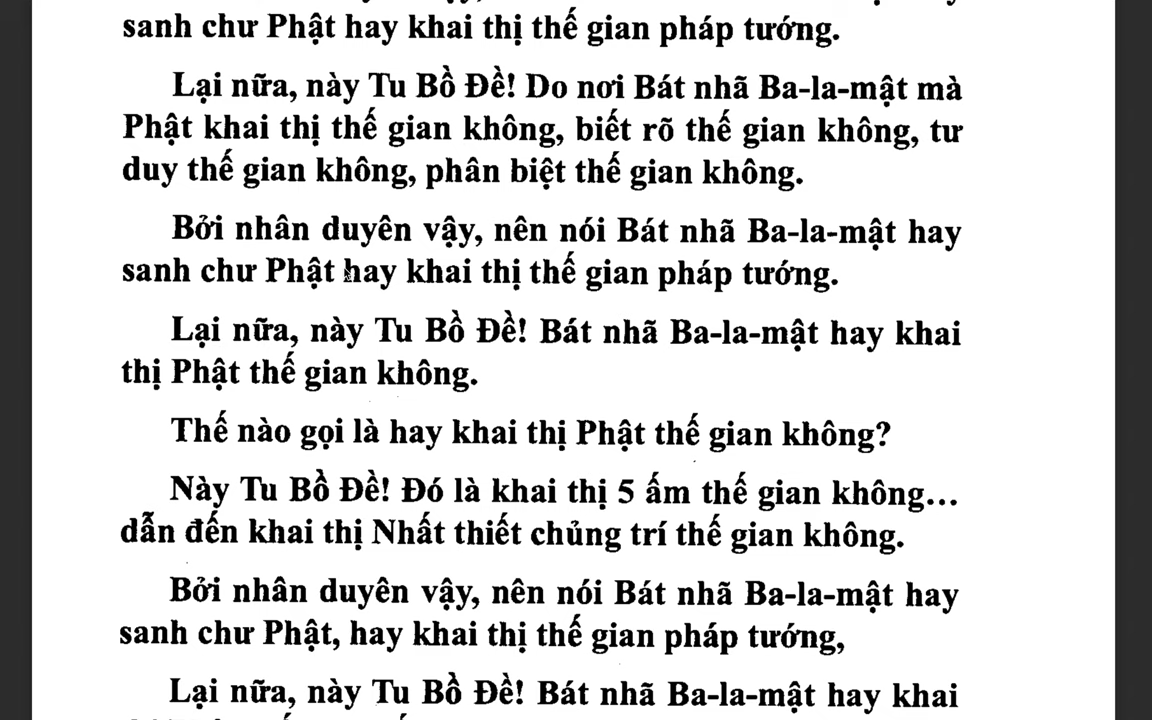 sanh chư Phật hay khai thị thế gian pháp tướng.
Lại nữa, này Tu Bồ Đề! Do nơi Bát nhã Ba-la-mật mà
Phật khai thị thế gian không, biết rõ thế gian không, tư
duy thế gian không, phân biệt thế gian không.
Bởi nhân duyên vậy, nên nói Bát nhã Ba-la-mật hay
sanh chư Phật hay khai thị thế gian pháp tướng.
Lại nữa, này Tu Bồ Đề! Bát nhã Ba-la-mật hay khai
thị Phật thế gian không.
Thế nào gọi là hay khai thị Phật thế gian không?
Này Tu Bồ Đề! Đó là khai thị 5 ấm thế gian không...
dẫn đến khai thị Nhất thiết chủng trí thế gian không.
Bởi nhân duyên vậy, nên nói Bát nhã Ba-la-mật hay
sanh chư Phật, hay khai thị thế gian pháp tướng,
Lại nữa, này Tu Bồ Đề! Bát nhã Ba-la-mật hay khai